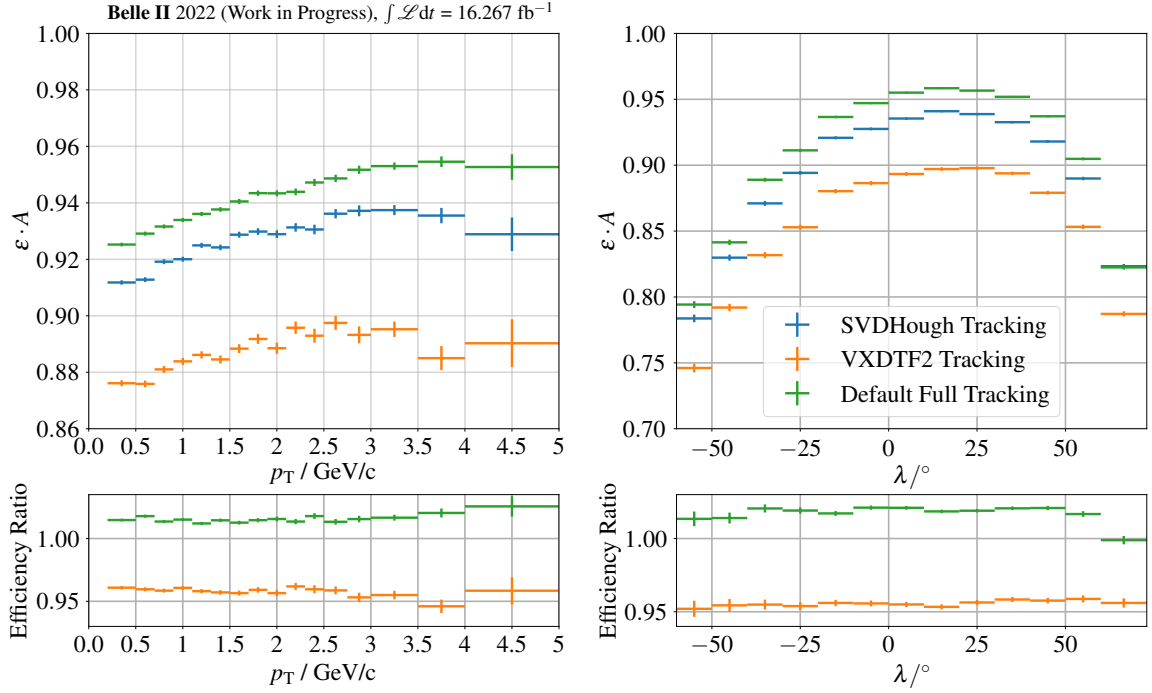 Belle II 2022 (Work in Progress), ∫ ℒ dt = 16.267 fb⁻¹
1.00
0.98
0.96
0.94
0.92
0.90
0.88
0.86
ε · A
0.0 0.5 1 1.5 2 2.5 3 3.5 4 4.5 5
p_T / GeV/c
1.00
0.95
0.90
0.85
0.80
0.75
0.70
ε · A
−50 −25 0 25 50
λ/°
SVDHough Tracking
VXDTF2 Tracking
Default Full Tracking
1.00
0.95
Efficiency Ratio
0.0 0.5 1 1.5 2 2.5 3 3.5 4 4.5 5
p_T / GeV/c
1.00
0.95
Efficiency Ratio
−50 −25 0 25 50
λ/°